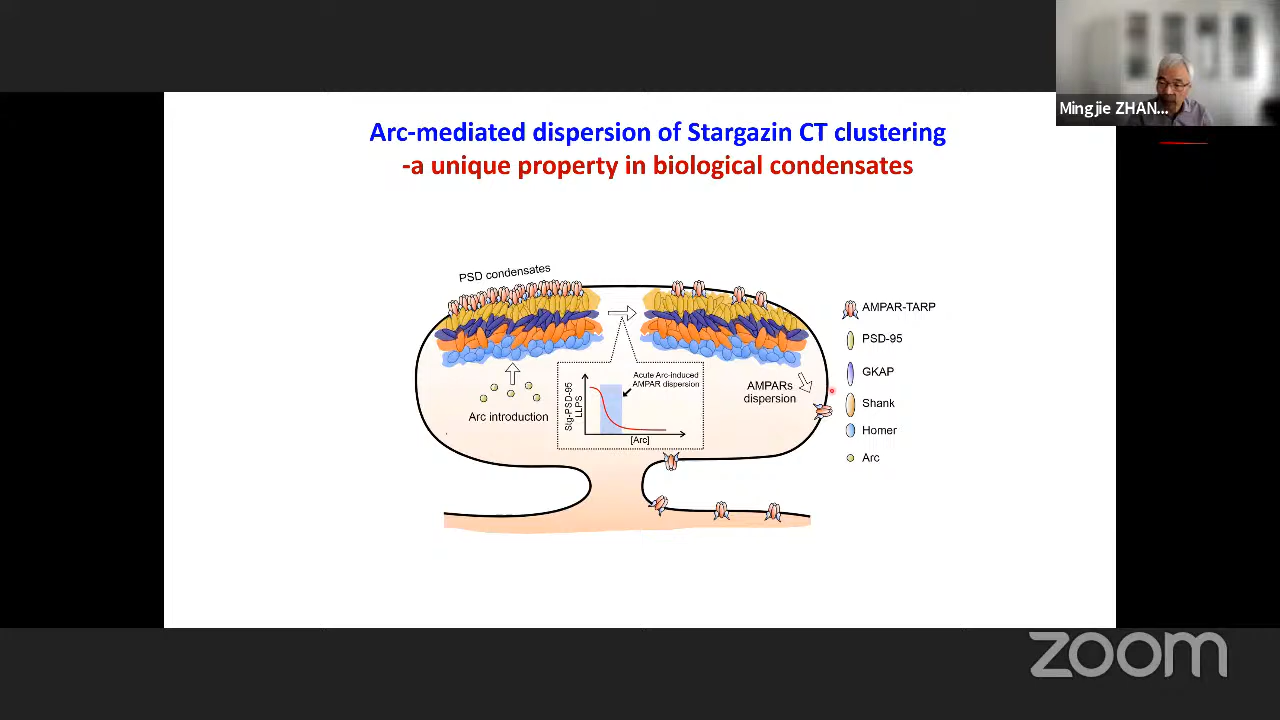 Mingjie ZHAN...
Arc-mediated dispersion of Stargazin CT clustering
-a unique property in biological condensates
PSD condensates
Arc introduction
Stg-PSD-95
LLPS
Acute Arc-induced
AMPAR dispersion
[Arc]
AMPARs
dispersion
AMPAR-TARP
PSD-95
GKAP
Shank
Homer
Arc
zoom